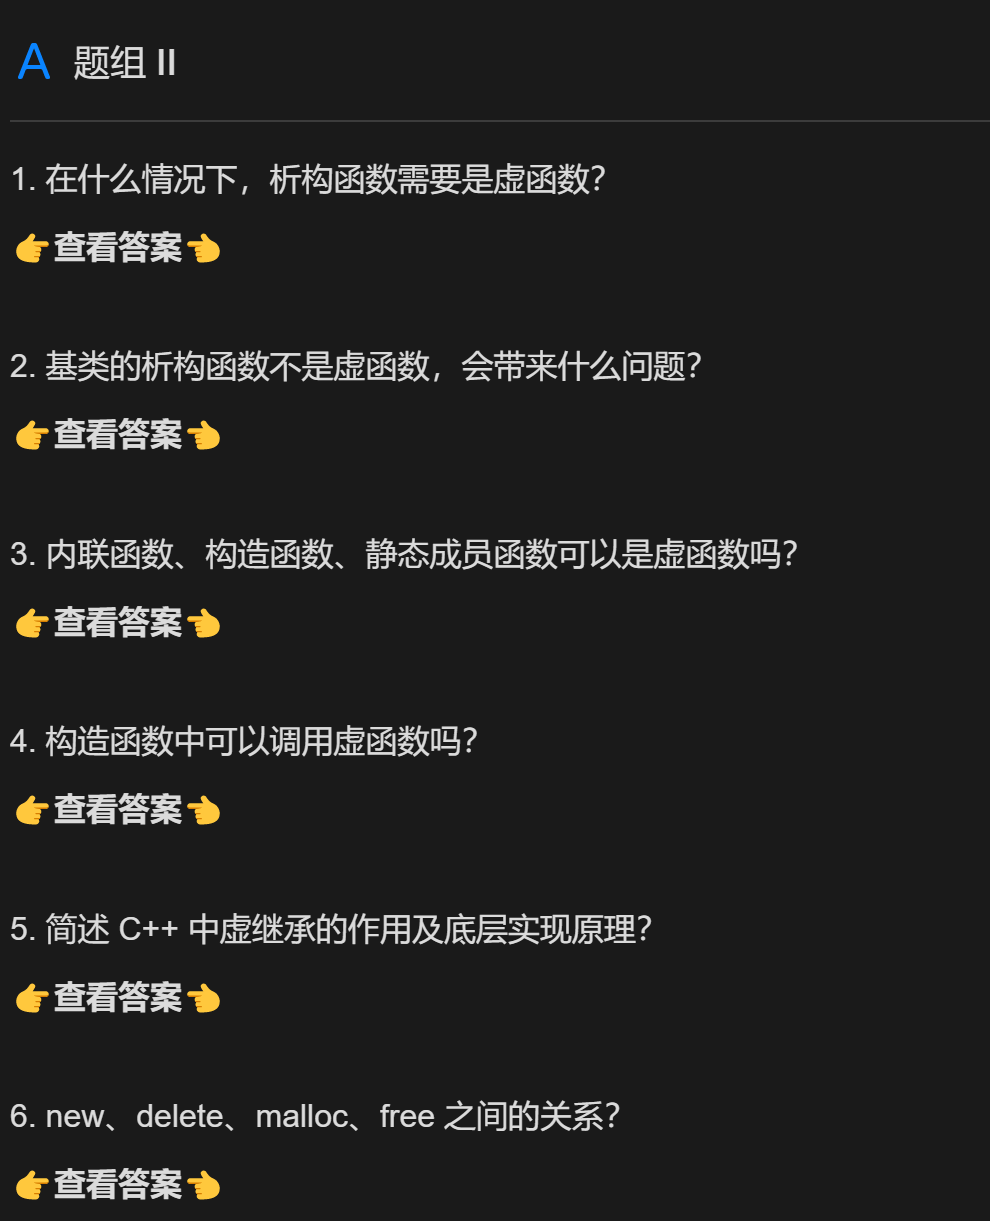 A 题组 II
1. 在什么情况下，析构函数需要是虚函数？
👉查看答案👈
2. 基类的析构函数不是虚函数，会带来什么问题？
👉查看答案👈
3. 内联函数、构造函数、静态成员函数可以是虚函数吗？
👉查看答案👈
4. 构造函数中可以调用虚函数吗？
👉查看答案👈
5. 简述 C++ 中虚继承的作用及底层实现原理？
👉查看答案👈
6. new、delete、malloc、free 之间的关系？
👉查看答案👈